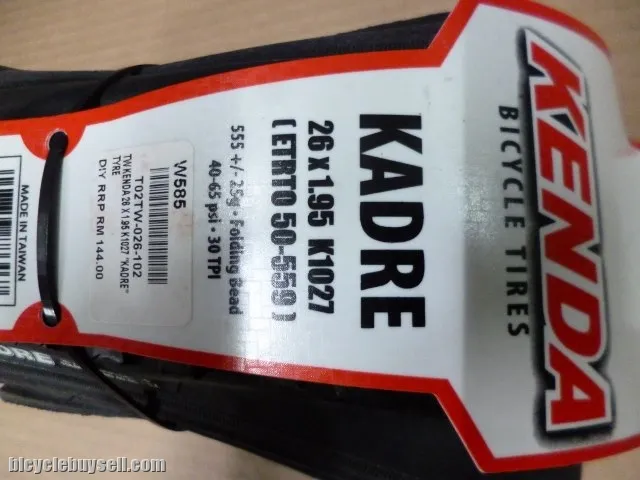 KENDA
BICYCLE TIRES
KADRE
26 x 1.95 K1027
( ETRTO 50-559 )
555 +/- 25g • Folding Bead
40-65 psi • 30 TPI
W585
T02TW-026-102
TW KENDA 26 X 1.95 K1027 "KADRE"
TYRE
DIY RRP RM 144.00
MADE IN TAIWAN
KADRE
bicyclebuysell.com